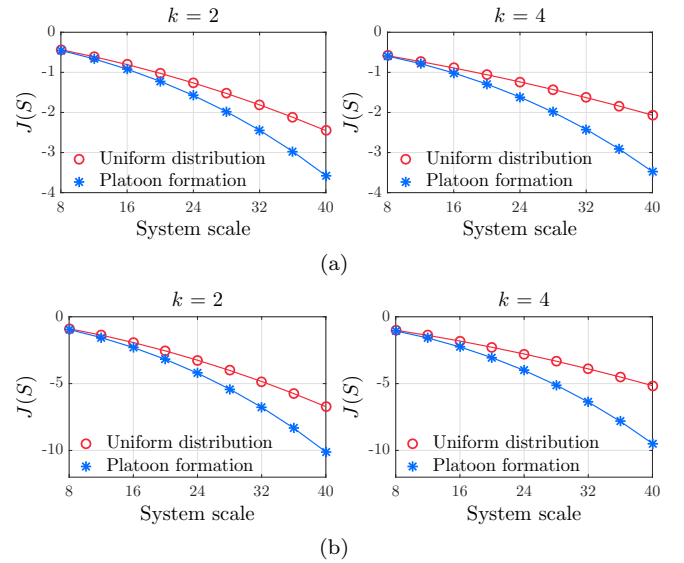 k = 2
0
-1
-2
-3
-4
J(S)
Uniform distribution
Platoon formation
8 16 24 32 40
System scale
k = 4
0
-1
-2
-3
-4
J(S)
Uniform distribution
Platoon formation
8 16 24 32 40
System scale
(a)
k = 2
0
-5
-10
J(S)
Uniform distribution
Platoon formation
8 16 24 32 40
System scale
k = 4
0
-5
-10
J(S)
Uniform distribution
Platoon formation
8 16 24 32 40
System scale
(b)